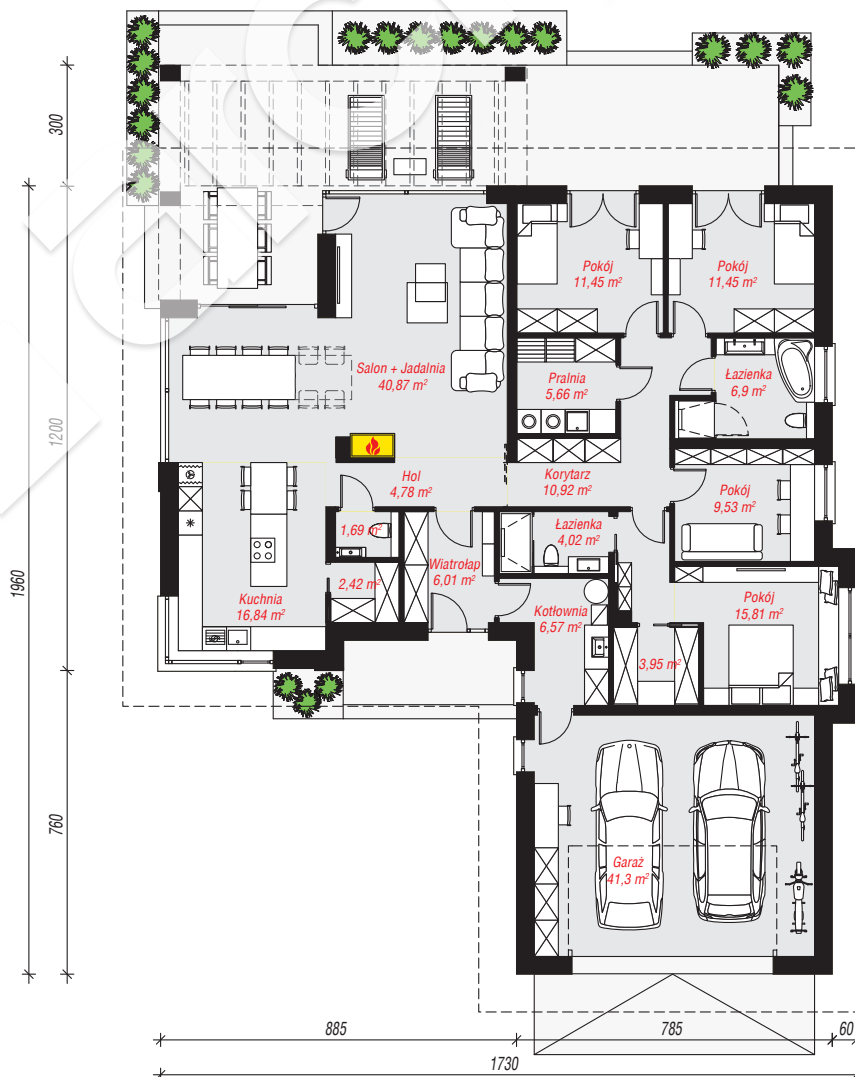 300
Pokój
11,45 m²
Pokój
11,45 m²
Salon + Jadalnia
40,87 m²
Pralnia
5,66 m²
Łazienka
6,9 m²
1200
Hol
4,78 m²
Korytarz
10,92 m²
Pokój
9,53 m²
1,69 m²
Łazienka
4,02 m²
Wiatrołap
6,01 m²
2,42 m²
1960
Kuchnia
16,84 m²
Kotłownia
6,57 m²
Pokój
15,81 m²
3,95 m²
760
Garaż
41,3 m²
885
785
60
1730